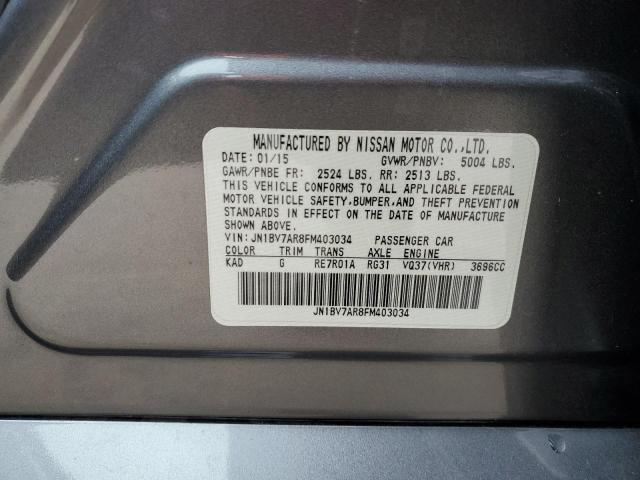 MANUFACTURED BY NISSAN MOTOR CO.,LTD.
DATE: 01/15 GVWR/PNBV: 5004 LBS.
GAWR/PNBE FR: 2524 LBS. RR: 2513 LBS.
THIS VEHICLE CONFORMS TO ALL APPLICABLE FEDERAL
MOTOR VEHICLE SAFETY,BUMPER,AND THEFT PREVENTION
STANDARDS IN EFFECT ON THE DATE OF MANUFACTURE
SHOWN ABOVE.
VIN: JN1BV7AR8FM403034 PASSENGER CAR
COLOR TRIM TRANS AXLE ENGINE
KAD G RE7R01A RG31 VQ37(VHR) 3696CC
JN1BV7AR8FM403034